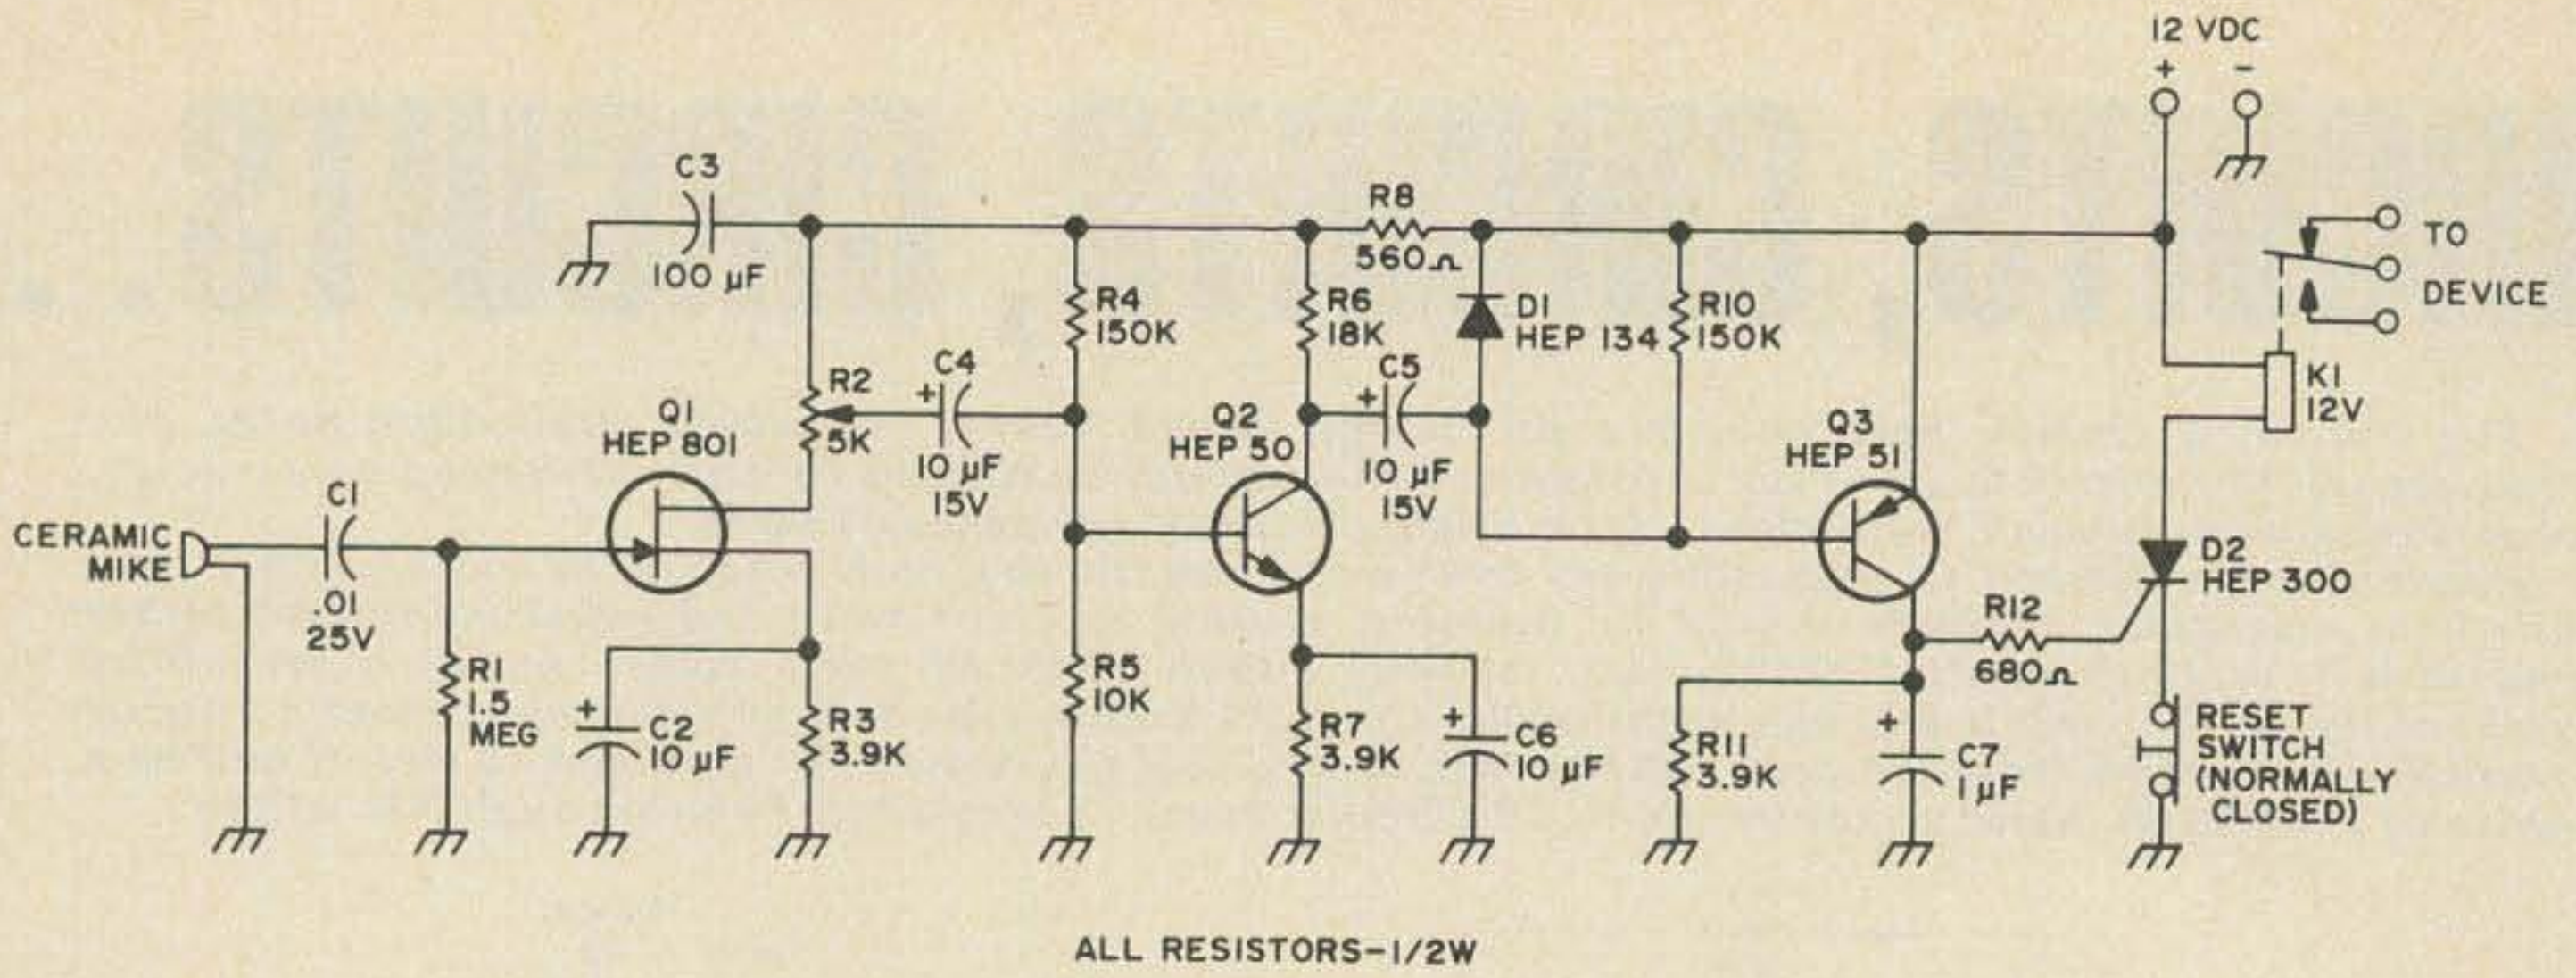 12 VDC
+ -
C3
100 µF
R8
560Ω
TO
DEVICE
R4
150K
R6
18K
D1
HEP 134
R10
150K
R2
5K
C4
+
10 µF
15V
C5
+
10 µF
15V
K1
12V
Q1
HEP 801
Q2
HEP 50
Q3
HEP 51
CERAMIC
MIKE
C1
.01
25V
D2
HEP 300
R12
680Ω
R1
1.5
MEG
+
C2
10 µF
R3
3.9K
R5
10K
R7
3.9K
+
C6
10 µF
R11
3.9K
+
C7
1 µF
RESET
SWITCH
(NORMALLY
CLOSED)
ALL RESISTORS-1/2W